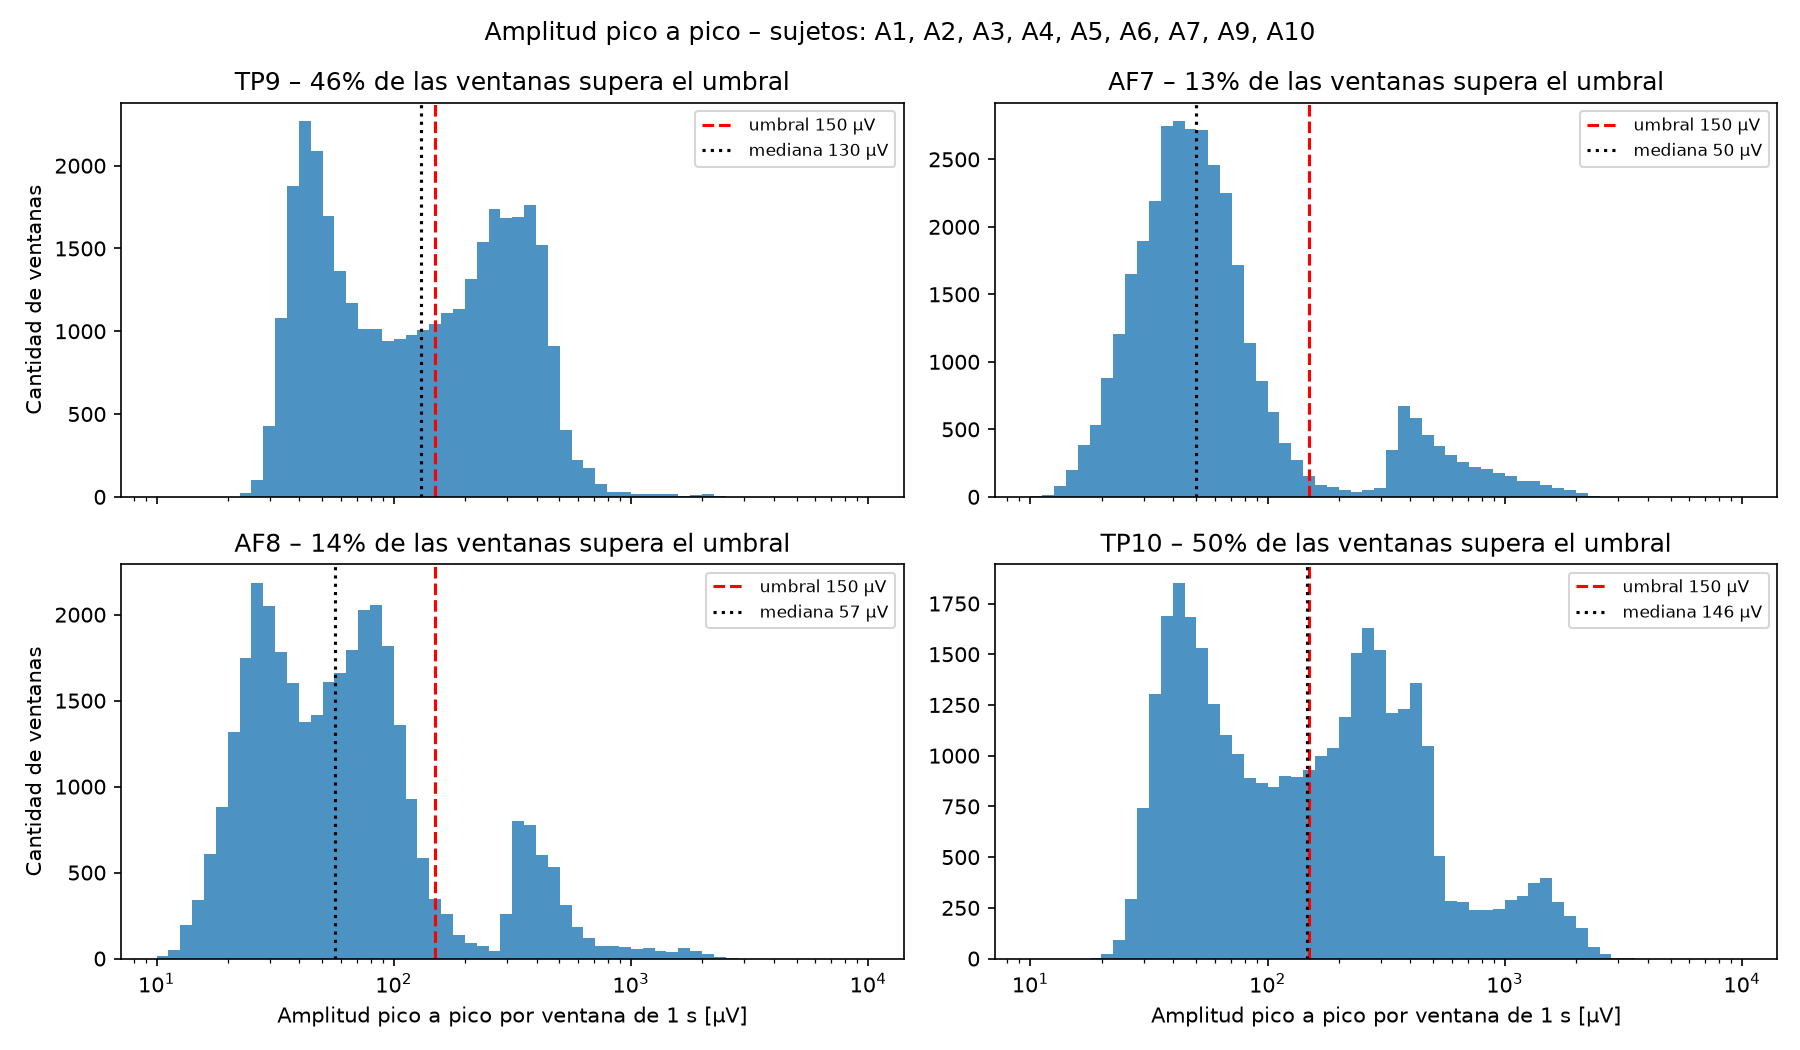 Amplitud pico a pico – sujetos: A1, A2, A3, A4, A5, A6, A7, A9, A10
TP9 – 46% de las ventanas supera el umbral
umbral 150 µV
mediana 130 µV
Cantidad de ventanas
2000
1500
1000
500
0
AF7 – 13% de las ventanas supera el umbral
umbral 150 µV
mediana 50 µV
2500
2000
1500
1000
500
0
AF8 – 14% de las ventanas supera el umbral
umbral 150 µV
mediana 57 µV
Cantidad de ventanas
2000
1500
1000
500
0
10¹ 10² 10³ 10⁴
Amplitud pico a pico por ventana de 1 s [µV]
TP10 – 50% de las ventanas supera el umbral
umbral 150 µV
mediana 146 µV
1750
1500
1250
1000
750
500
250
0
10¹ 10² 10³ 10⁴
Amplitud pico a pico por ventana de 1 s [µV]